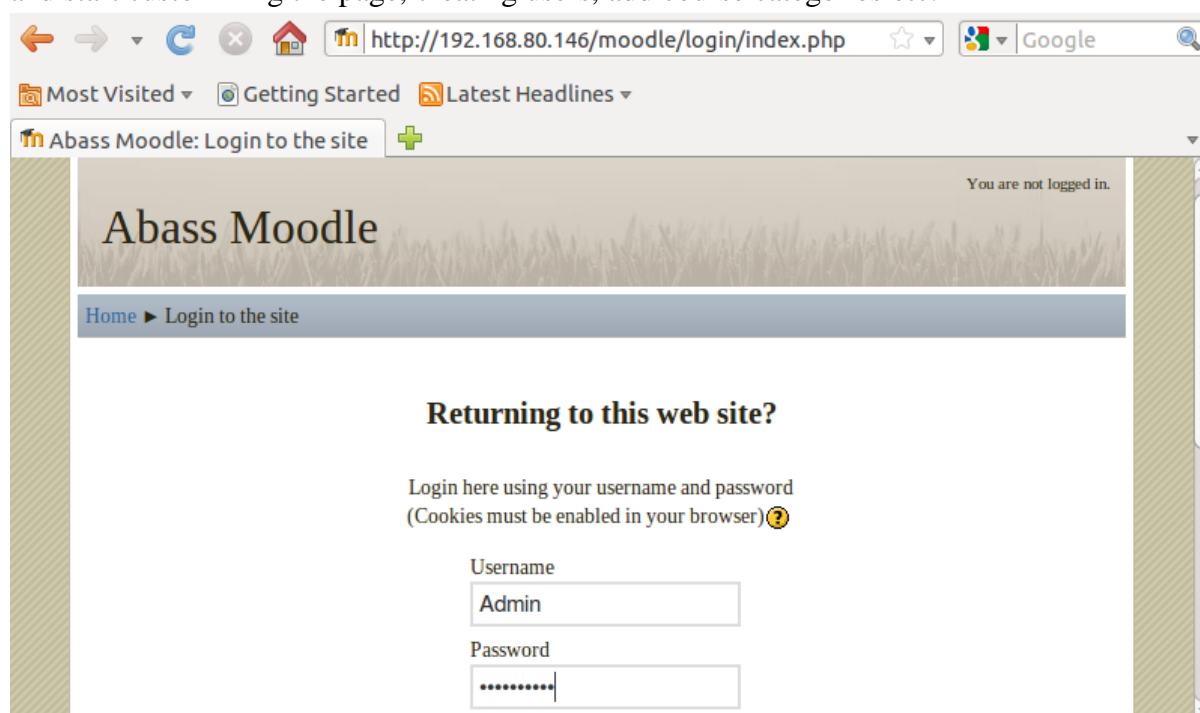 http://192.168.80.146/moodle/login/index.php
Google
Most Visited
Getting Started
Latest Headlines
Abass Moodle: Login to the site
You are not logged in.
Abass Moodle
Home ► Login to the site
Returning to this web site?
Login here using your username and password
(Cookies must be enabled in your browser)
Username
Admin
Password
••••••••••